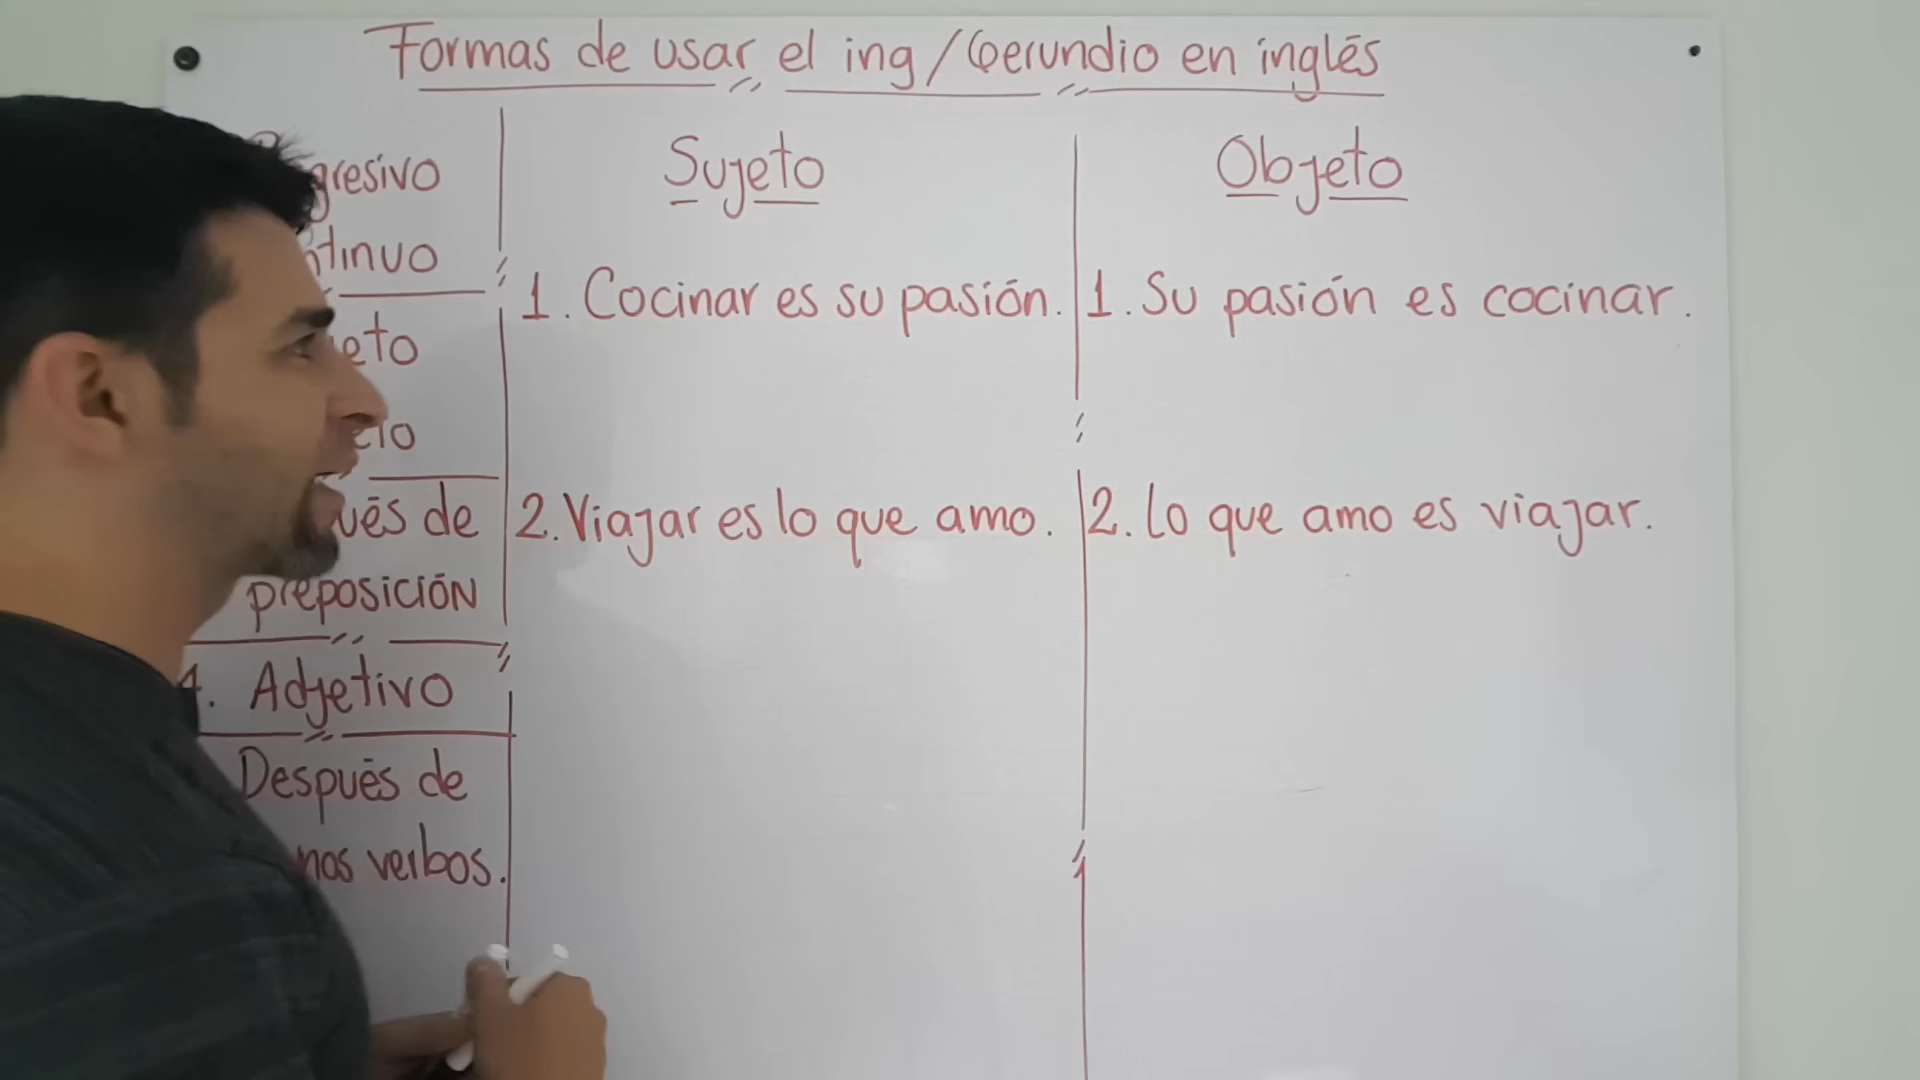 Formas de usar el ing / Gerundio en inglés
preposición
4. Adjetivo
Después de
verbos.
Sujeto
1. Cocinar es su pasión.
2. Viajar es lo que amo.
Objeto
1. Su pasión es cocinar.
2. Lo que amo es viajar.